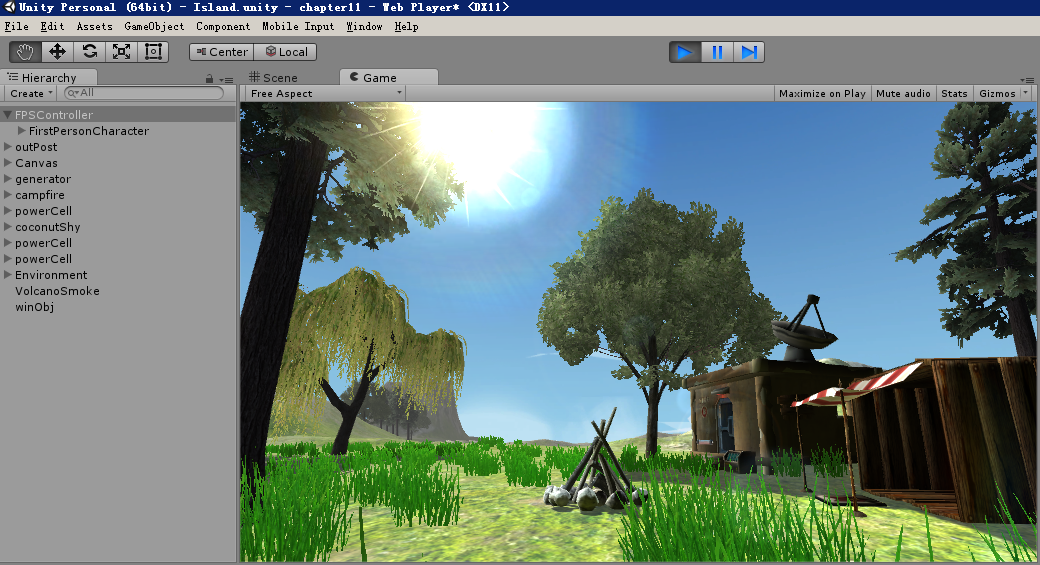 Unity Personal (64bit) - Island.unity - chapter11 - Web Player* <DX11>
File Edit Assets GameObject Component Mobile Input Window Help
Center Local
Hierarchy Scene Game
Create All Free Aspect Maximize on Play Mute audio Stats Gizmos
FPSController
FirstPersonCharacter
outPost
Canvas
generator
campfire
powerCell
coconutShy
powerCell
powerCell
Environment
VolcanoSmoke
winObj